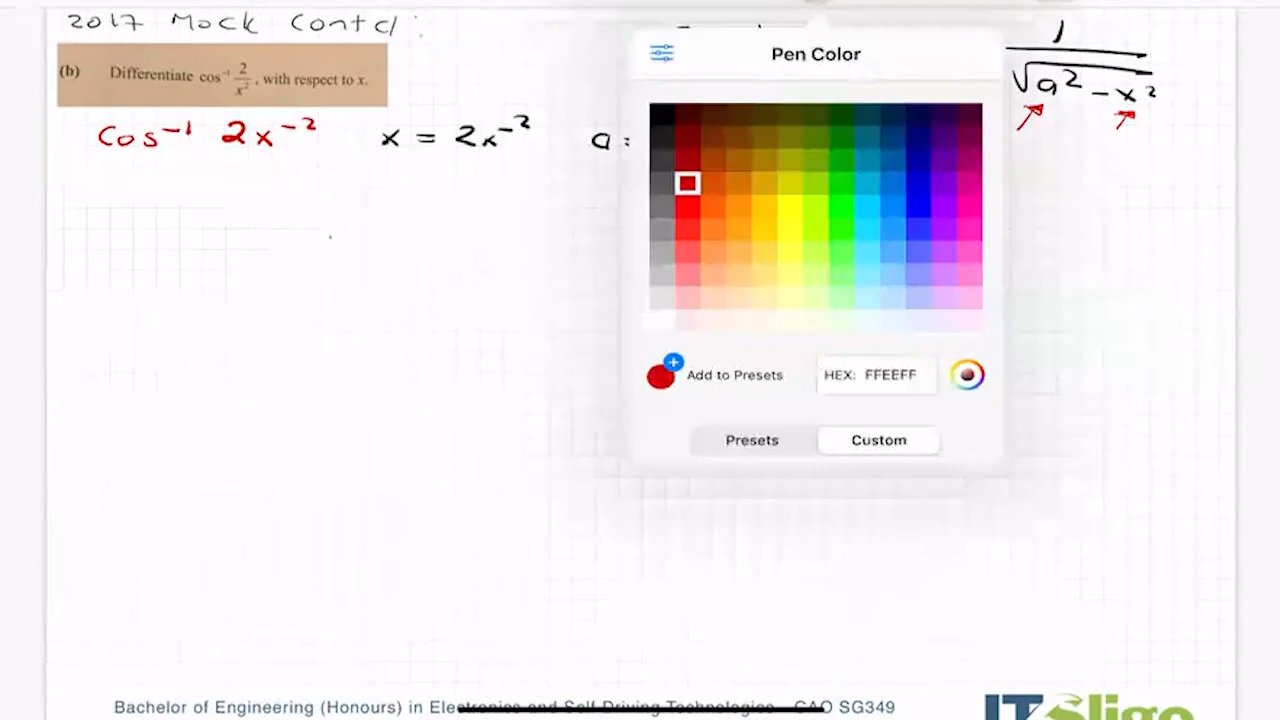 2017 Mock Contd :
(b) Differentiate cos⁻¹ 2/x², with respect to x.
cos⁻¹ 2x⁻² x = 2x⁻² a =
1/√a² - x²
Pen Color
Add to Presets HEX: FFEEFF
Presets Custom
Bachelor of Engineering (Honours) in Electronics and Self Driving Technologies - CAO SG349
IT Sligo